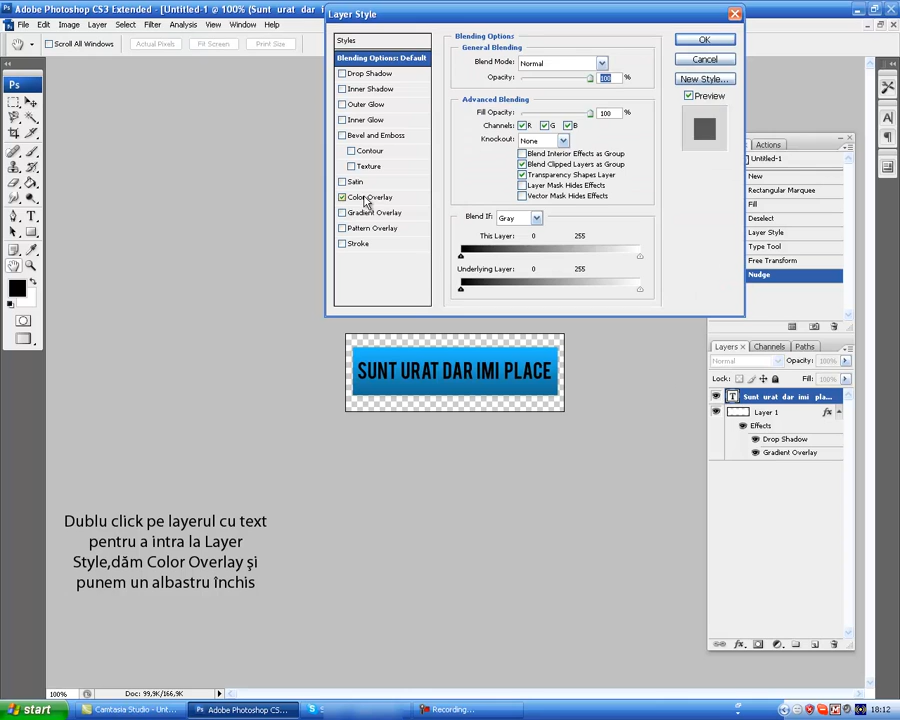 Adobe Photoshop CS3 Extended - [Untitled-1 @ 100% (Sunt urat dar imi
File Edit Image Layer Select Filter Analysis View Window Help
Scroll All Windows Actual Pixels Fit Screen Print Size
Ps
Layer Style
Styles
Blending Options: Default
Drop Shadow
Inner Shadow
Outer Glow
Inner Glow
Bevel and Emboss
Contour
Texture
Satin
Color Overlay
Gradient Overlay
Pattern Overlay
Stroke
Blending Options
General Blending
Blend Mode: Normal
Opacity: 100 %
Advanced Blending
Fill Opacity: 100 %
Channels: R G B
Knockout: None
Blend Interior Effects as Group
Blend Clipped Layers as Group
Transparency Shapes Layer
Layer Mask Hides Effects
Vector Mask Hides Effects
Blend If: Gray
This Layer: 0 255
Underlying Layer: 0 255
OK
Cancel
New Style...
Preview
Actions
Untitled-1
New
Rectangular Marquee
Fill
Deselect
Layer Style
Type Tool
Free Transform
Nudge
SUNT URAT DAR IMI PLACE
Layers x Channels Paths
Normal Opacity: 100%
Lock: Fill: 100%
T Sunt urat dar imi pla...
Layer 1 fx
Effects
Drop Shadow
Gradient Overlay
Dublu click pe layerul cu text
pentru a intra la Layer
Style,dăm Color Overlay și
punem un albastru închis
100% Doc: 99,9K/166,9K
start Camtasia Studio - Unt... Adobe Photoshop CS... Recording... 18:12